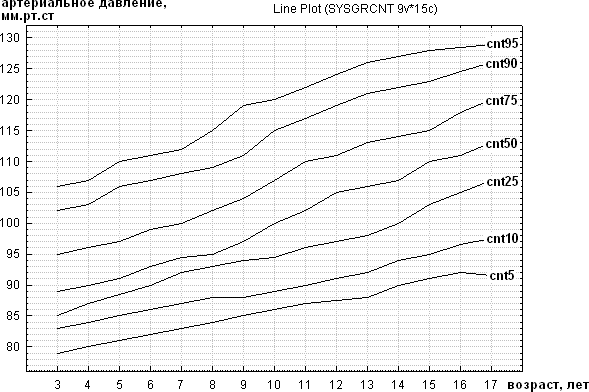 артериальное давление,
мм.рт.ст
Line Plot (SYSGRCNT 9v*15c)
130
125
120
115
110
105
100
95
90
85
80
cnt95
cnt90
cnt75
cnt50
cnt25
cnt10
cnt5
3 4 5 6 7 8 9 10 11 12 13 14 15 16 17 возраст, лет